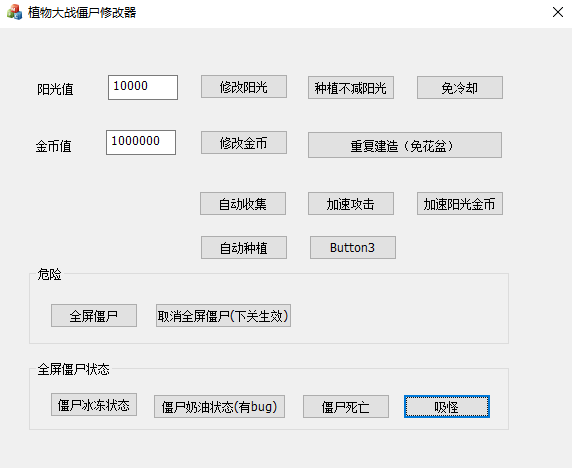 植物大战僵尸修改器
阳光值 10000 修改阳光 种植不减阳光 免冷却
金币值 1000000 修改金币 重复建造（免花盆）
自动收集 加速攻击 加速阳光金币
自动种植 Button3
危险
全屏僵尸 取消全屏僵尸(下关生效)
全屏僵尸状态
僵尸冰冻状态 僵尸奶油状态(有bug) 僵尸死亡 吸怪